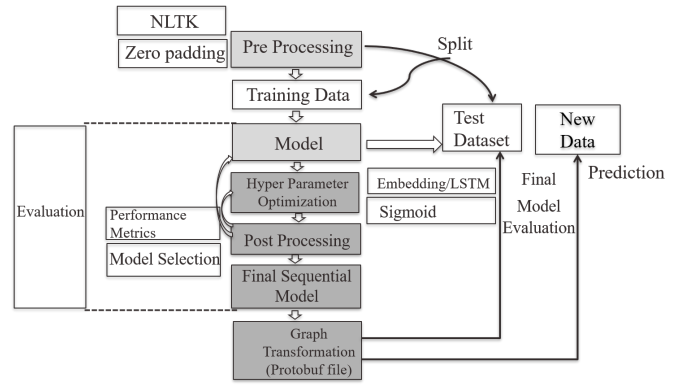 NLTK
Zero padding
Pre Processing
Split
Training Data
Test
Dataset
New
Data
Model
Prediction
Hyper Parameter
Optimization
Embedding/LSTM
Sigmoid
Final
Model
Evaluation
Evaluation
Performance
Metrics
Model Selection
Post Processing
Final Sequential
Model
Graph
Transformation
(Protobuf file)